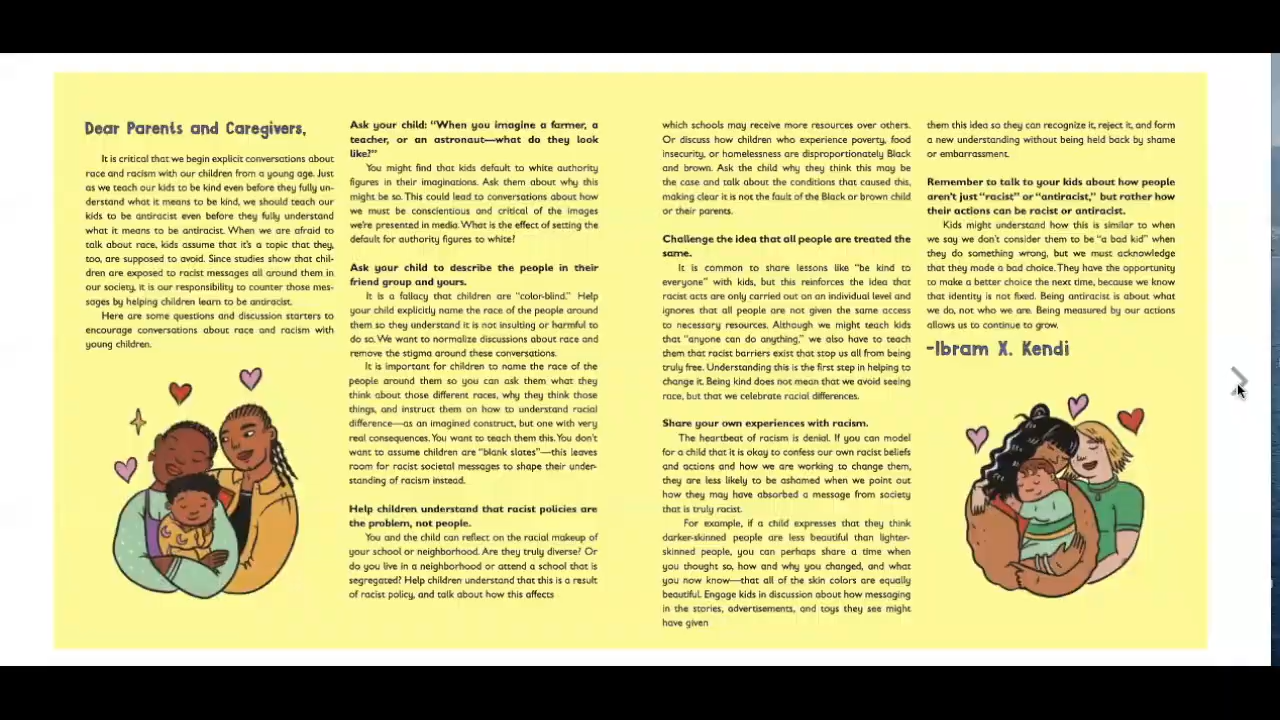 Dear Parents and Caregivers,
It is critical that we begin explicit conversations about
race and racism with our children from a young age. Just
as we teach our kids to be kind even before they fully un-
derstand what it means to be kind, we should teach our
kids to be antiracist even before they fully understand
what it means to be antiracist. When we are afraid to
talk about race, kids assume that it's a topic that they,
too, are supposed to avoid. Since studies show that chil-
dren are exposed to racist messages all around them in
our society, it is our responsibility to counter those mes-
sages by helping children learn to be antiracist.
Here are some questions and discussion starters to
encourage conversations about race and racism with
young children.
Ask your child: “When you imagine a farmer, a
teacher, or an astronaut—what do they look
like?”
You might find that kids default to white authority
figures in their imaginations. Ask them about why this
might be so. This could lead to conversations about how
we must be conscientious and critical of the images
we're presented in media. What is the effect of setting the
default for authority figures to white?
Ask your child to describe the people in their
friend group and yours.
It is a fallacy that children are “color-blind.” Help
your child explicitly name the race of the people around
them so they understand it is not insulting or harmful to
do so. We want to normalize discussions about race and
remove the stigma around these conversations.
It is important for children to name the race of the
people around them so you can ask them what they
think about those different races, why they think those
things, and instruct them on how to understand racial
difference—as an imagined construct, but one with very
real consequences. You want to teach them this. You don't
want to assume children are “blank slates”—this leaves
room for racist societal messages to shape their under-
standing of racism instead.
Help children understand that racist policies are
the problem, not people.
You and the child can reflect on the racial makeup of
your school or neighborhood. Are they truly diverse? Or
do you live in a neighborhood or attend a school that is
segregated? Help children understand that this is a result
of racist policy, and talk about how this affects
which schools may receive more resources over others.
Or discuss how children who experience poverty, food
insecurity, or homelessness are disproportionately Black
and brown. Ask the child why they think this may be
the case and talk about the conditions that caused this,
making clear it is not the fault of the Black or brown child
or their parents.
Challenge the idea that all people are treated the
same.
It is common to share lessons like “be kind to
everyone” with kids, but this reinforces the idea that
racist acts are only carried out on an individual level and
ignores that all people are not given the same access
to necessary resources. Although we might teach kids
that “anyone can do anything,” we also have to teach
them that racist barriers exist that stop us all from being
truly free. Understanding this is the first step in helping to
change it. Being kind does not mean that we avoid seeing
race, but that we celebrate racial differences.
Share your own experiences with racism.
The heartbeat of racism is denial. If you can model
for a child that it is okay to confess our own racist beliefs
and actions and how we are working to change them,
they are less likely to be ashamed when we point out
how they may have absorbed a message from society
that is truly racist.
For example, if a child expresses that they think
darker-skinned people are less beautiful than lighter-
skinned people, you can perhaps share a time when
you thought so, how and why you changed, and what
you now know—that all of the skin colors are equally
beautiful. Engage kids in discussion about how messaging
in the stories, advertisements, and toys they see might
have given
them this idea so they can recognize it, reject it, and form
a new understanding without being held back by shame
or embarrassment.
Remember to talk to your kids about how people
aren't just “racist” or “antiracist,” but rather how
their actions can be racist or antiracist.
Kids might understand how this is similar to when
we say we don't consider them to be “a bad kid” when
they do something wrong, but we must acknowledge
that they made a bad choice. They have the opportunity
to make a better choice the next time, because we know
that identity is not fixed. Being antiracist is about what
we do, not who we are. Being measured by our actions
allows us to continue to grow.
-Ibram X. Kendi